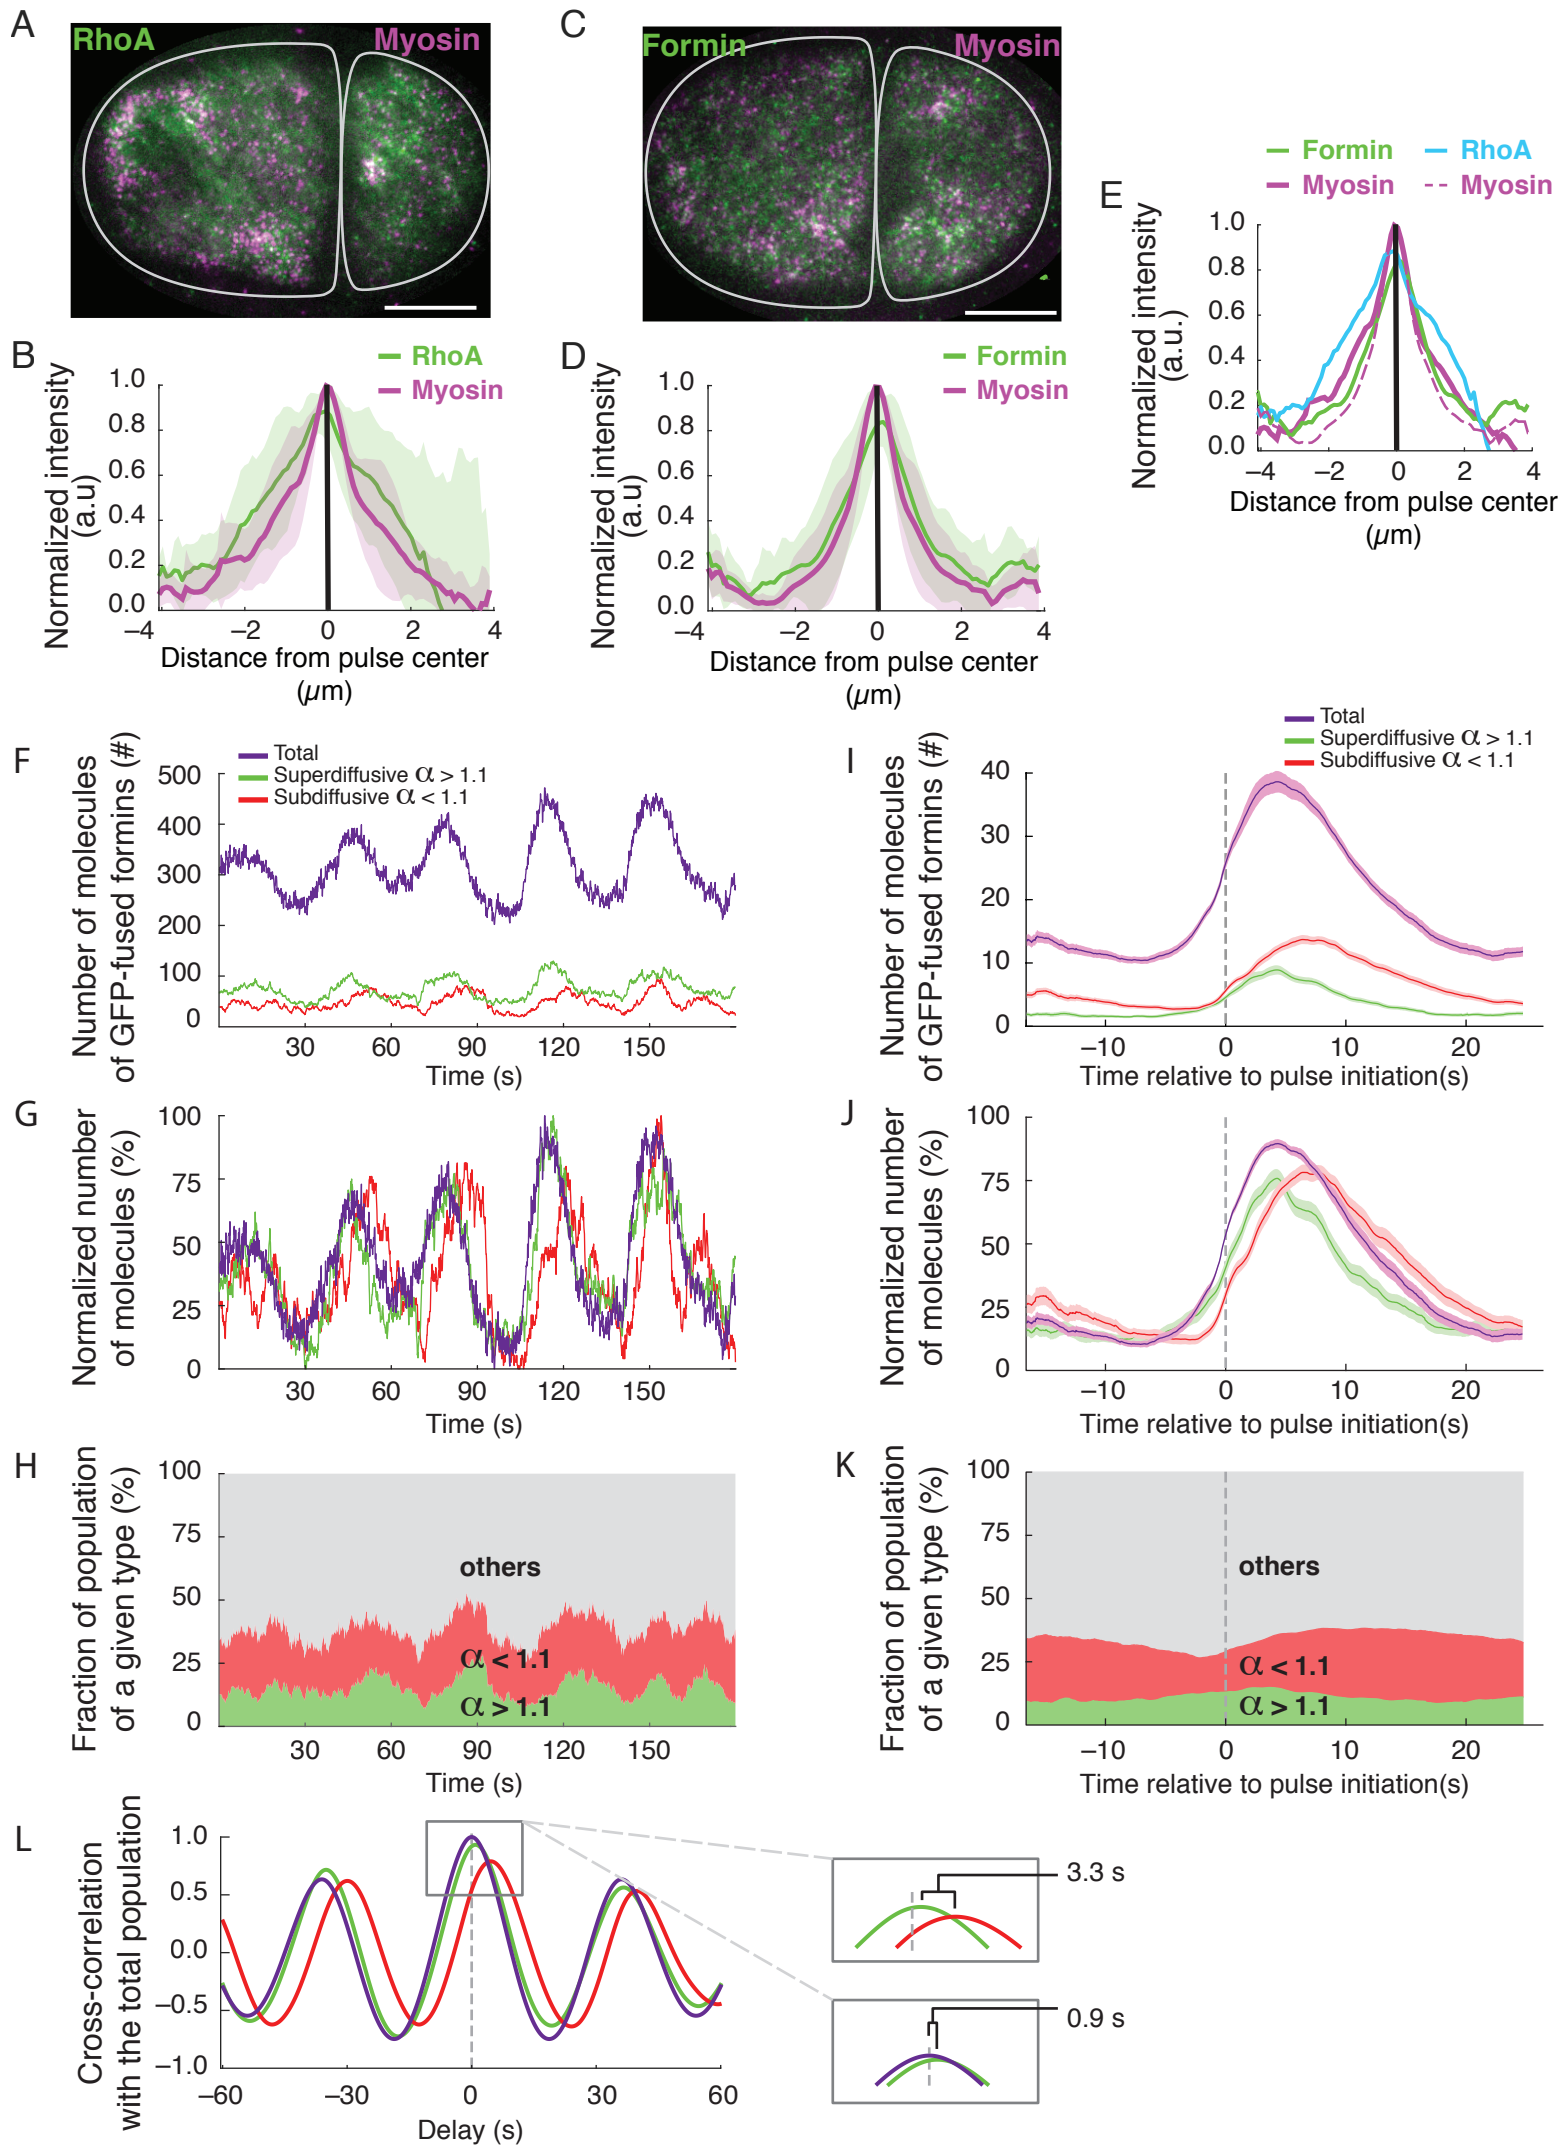 A
RhoA
Myosin
C
Formin
Myosin
E
Formin
RhoA
Myosin
Myosin
Normalized intensity
(a.u.)
1.0
0.8
0.6
0.4
0.2
0.0
−4
−2
0
2
4
Distance from pulse center
(µm)
B
RhoA
Myosin
Normalized intensity
(a.u)
1.0
0.8
0.6
0.4
0.2
0.0
−4
−2
0
2
4
Distance from pulse center
(µm)
D
Formin
Myosin
Normalized intensity
(a.u)
1.0
0.8
0.6
0.4
0.2
0.0
−4
−2
0
2
4
Distance from pulse center
(µm)
F
Total
Superdiffusive α > 1.1
Subdiffusive α < 1.1
Number of molecules
of GFP-fused formins (#)
500
400
300
200
100
0
30
60
90
120
150
Time (s)
I
Total
Superdiffusive α > 1.1
Subdiffusive α < 1.1
Number of molecules
of GFP-fused formins (#)
40
30
20
10
0
−10
0
10
20
Time relative to pulse initiation(s)
G
Normalized number
of molecules (%)
100
75
50
25
0
30
60
90
120
150
Time (s)
J
Normalized number
of molecules (%)
100
75
50
25
0
−10
0
10
20
Time relative to pulse initiation(s)
H
Fraction of population
of a given type (%)
100
75
50
25
0
others
α < 1.1
α > 1.1
30
60
90
120
150
Time (s)
K
Fraction of population
of a given type (%)
100
75
50
25
0
others
α < 1.1
α > 1.1
−10
0
10
20
Time relative to pulse initiation(s)
L
Cross-correlation
with the total population
1.0
0.5
0.0
−0.5
−1.0
−60
−30
0
30
60
Delay (s)
3.3 s
0.9 s